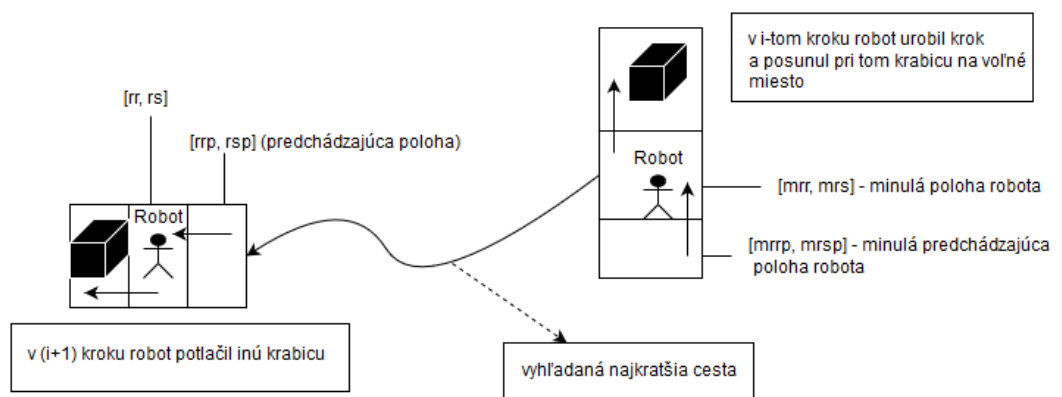 v i-tom kroku robot urobil krok
a posunul pri tom krabicu na voľné
miesto
[rr, rs]
[rrp, rsp] (predchádzajúca poloha)
Robot
[mrr, mrs] - minulá poloha robota
[mrrp, mrsp] - minulá predchádzajúca
poloha robota
Robot
v (i+1) kroku robot potlačil inú krabicu
vyhľadaná najkratšia cesta